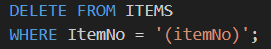 DELETE FROM ITEMS
WHERE ItemNo = '(itemNo)';